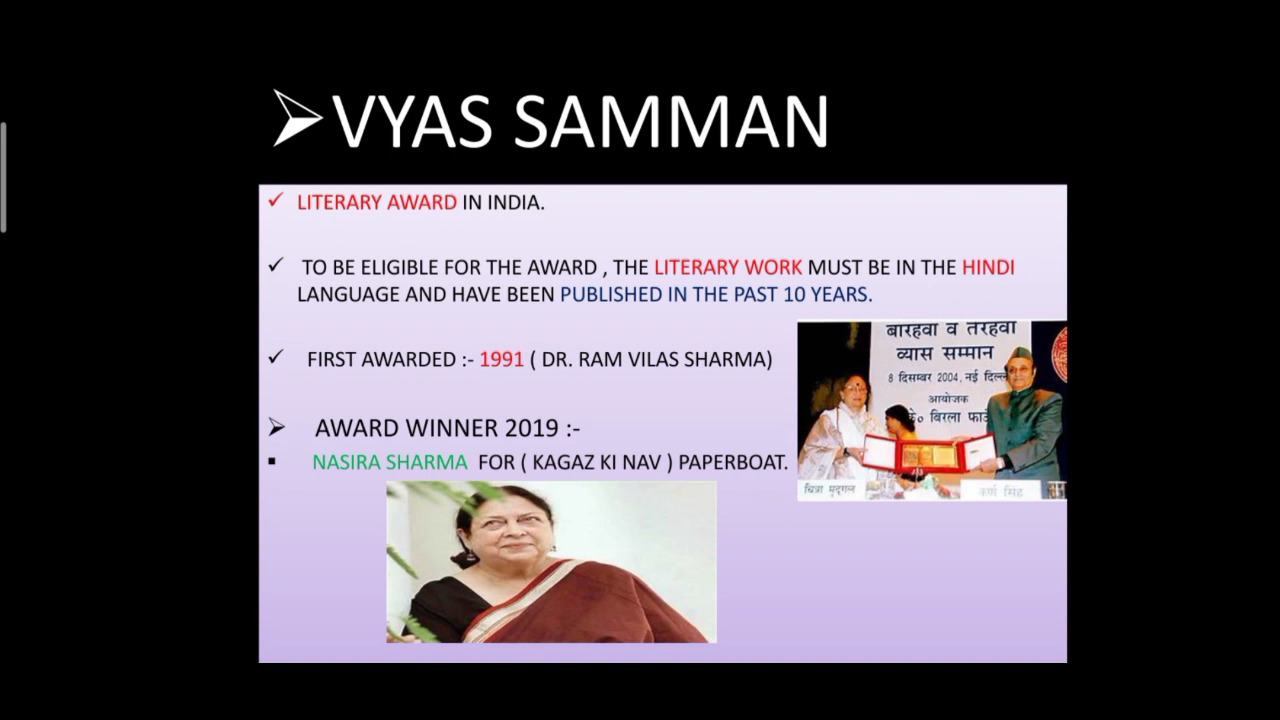 ➢VYAS SAMMAN
✓ LITERARY AWARD IN INDIA.
✓ TO BE ELIGIBLE FOR THE AWARD , THE LITERARY WORK MUST BE IN THE HINDI
LANGUAGE AND HAVE BEEN PUBLISHED IN THE PAST 10 YEARS.
✓ FIRST AWARDED :- 1991 ( DR. RAM VILAS SHARMA)
➢ AWARD WINNER 2019 :-
▪ NASIRA SHARMA FOR ( KAGAZ KI NAV ) PAPERBOAT.
बारहवा व तेरहवा
व्यास सम्मान
8 दिसम्बर 2004, नई दिल्ल
आयोजक
के० बिरला फाउं
चित्रा मुद्गल
कर्ण सिंह